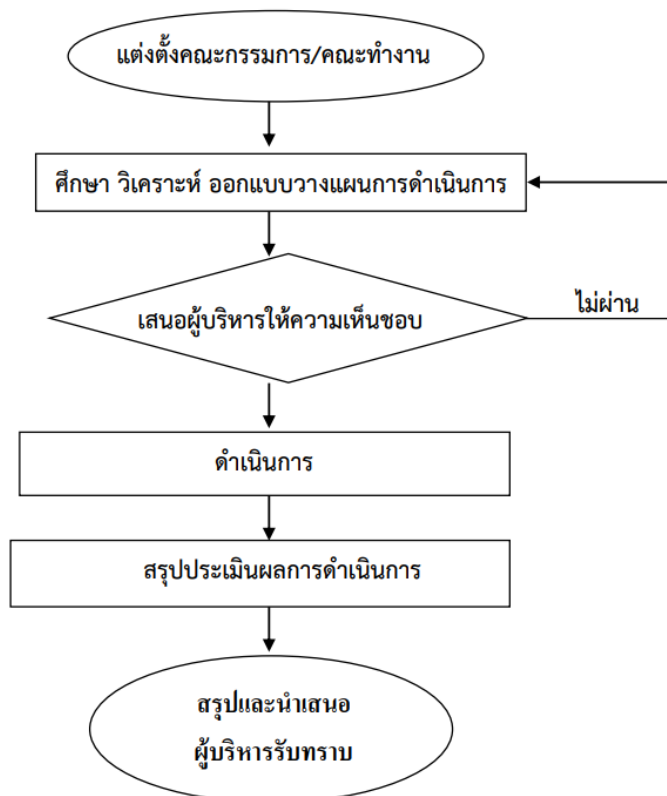 แต่งตั้งคณะกรรมการ/คณะทำงาน
ศึกษา วิเคราะห์ ออกแบบวางแผนการดำเนินการ
เสนอผู้บริหารให้ความเห็นชอบ
ไม่ผ่าน
ดำเนินการ
สรุปประเมินผลการดำเนินการ
สรุปและนำเสนอ
ผู้บริหารรับทราบ